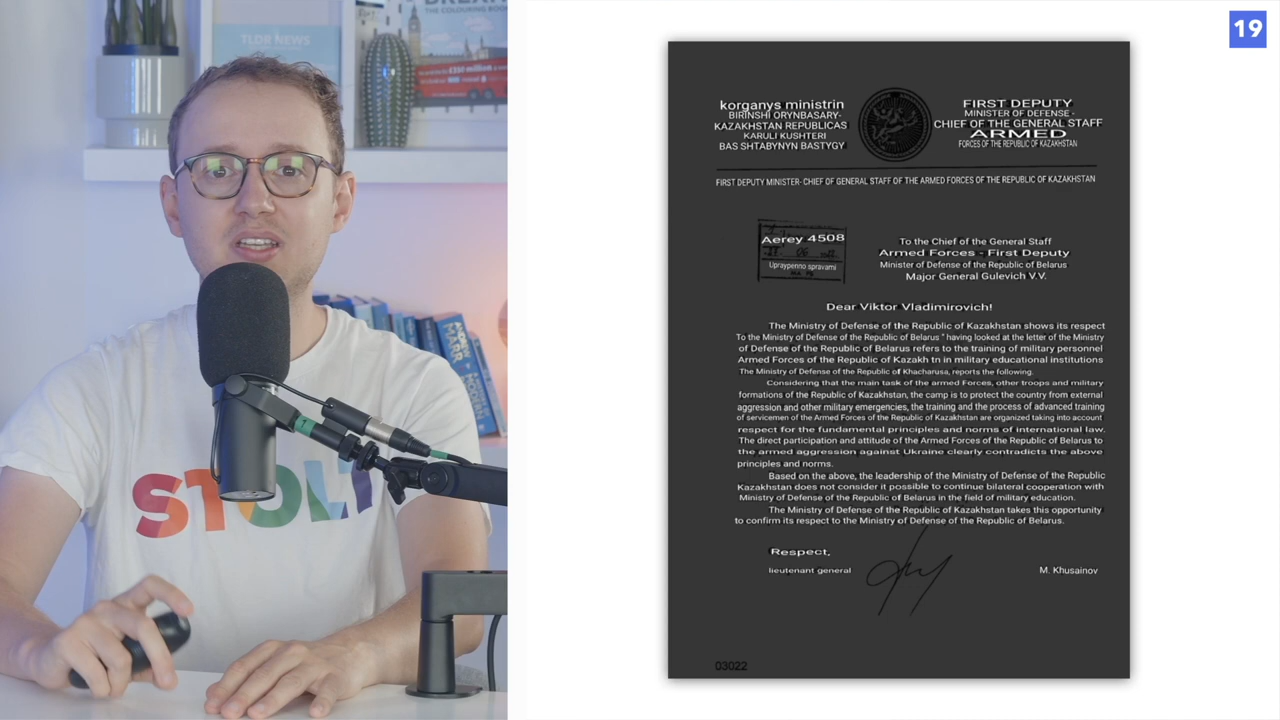 DREAM
THE COLOURING BOOK
TLDR NEWS
£350 million
STOLT
1
ANDREW MARR
MODERN
19
korganys ministrin
BIRINSHI ORYNBASARY-
KAZAKHSTAN REPUBLICAS
KARULI KUSHTERI
BAS SHTABYNYN BASTYGY
FIRST DEPUTY
MINISTER OF DEFENSE -
CHIEF OF THE GENERAL STAFF
ARMED
FORCES OF THE REPUBLIC OF KAZAKHSTAN
FIRST DEPUTY MINISTER- CHIEF OF GENERAL STAFF OF THE ARMED FORCES OF THE REPUBLIC OF KAZAKHSTAN
Aerey 4508
06
Upraypenno spravami
To the Chief of the General Staff
Armed Forces - First Deputy
Minister of Defense of the Republic of Belarus
Major General Gulevich V.V.
Dear Viktor Vladimirovich!
The Ministry of Defense of the Republic of Kazakhstan shows its respect
To the Ministry of Defense of the Republic of Belarus " having looked at the letter of the Ministry
of Defense of the Republic of Belarus refers to the training of military personnel
Armed Forces of the Republic of Kazakh tn in military educational institutions
The Ministry of Defense of the Republic of Khacharusa, reports the following.
Considering that the main task of the armed Forces, other troops and military
formations of the Republic of Kazakhstan, the camp is to protect the country from external
aggression and other military emergencies, the training and the process of advanced training
of servicemen of the Armed Forces of the Republic of Kazakhstan are organized taking into account
respect for the fundamental principles and norms of international law.
The direct participation and attitude of the Armed Forces of the Republic of Belarus to
the armed aggression against Ukraine clearly contradicts the above
principles and norms.
Based on the above, the leadership of the Ministry of Defense of the Republic
Kazakhstan does not consider it possible to continue bilateral cooperation with
Ministry of Defense of the Republic of Belarus in the field of military education.
The Ministry of Defense of the Republic of Kazakhstan takes this opportunity
to confirm its respect to the Ministry of Defense of the Republic of Belarus.
Respect,
lieutenant general
M. Khusainov
03022